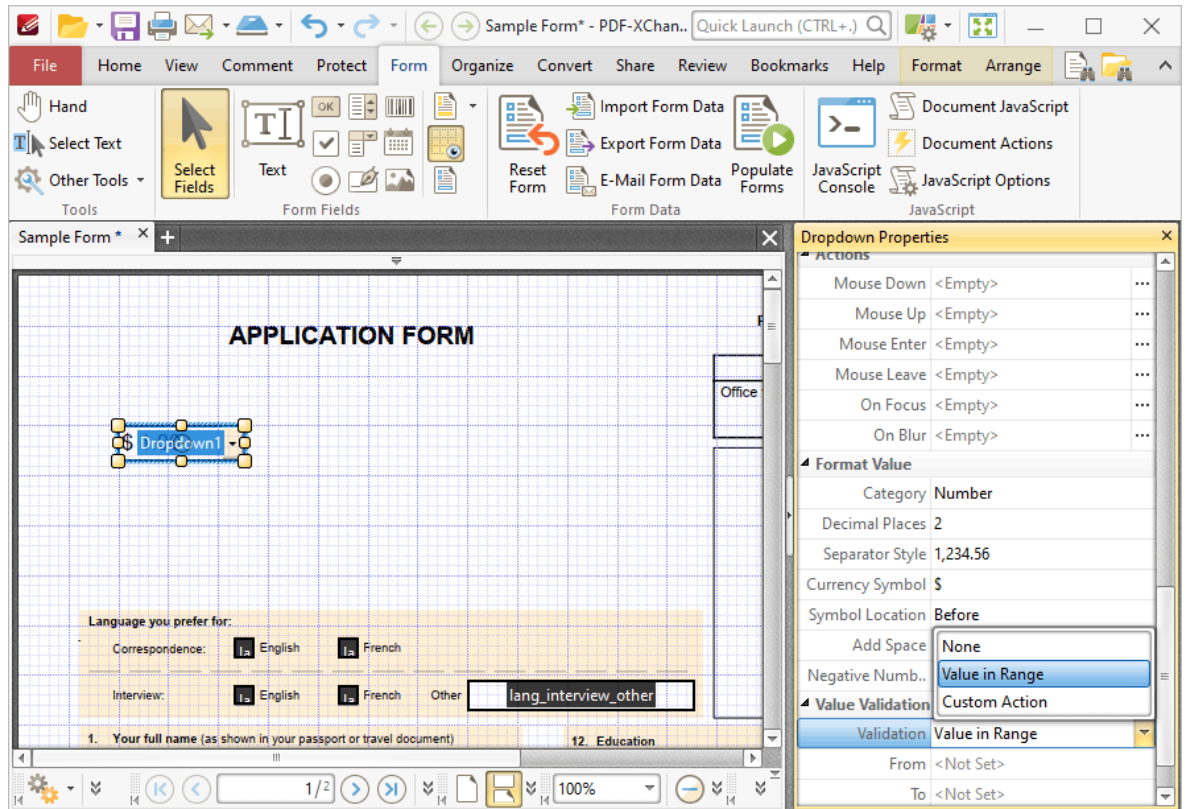 Sample Form* - PDF-XChan.. Quick Launch (CTRL+.)
File Home View Comment Protect Form Organize Convert Share Review Bookmarks Help Format Arrange
Hand
Select Text
Other Tools
Tools
Select Fields
Text
OK
Form Fields
Reset Form
Import Form Data
Export Form Data
E-Mail Form Data
Populate Forms
Form Data
JavaScript Console
Document JavaScript
Document Actions
JavaScript Options
JavaScript
Sample Form *
APPLICATION FORM
Office
$ Dropdown1
Language you prefer for:
Correspondence: English French
Interview: English French Other lang_interview_other
1. Your full name (as shown in your passport or travel document)
12. Education
1/2
100%
Dropdown Properties
Actions
Mouse Down <Empty>
Mouse Up <Empty>
Mouse Enter <Empty>
Mouse Leave <Empty>
On Focus <Empty>
On Blur <Empty>
Format Value
Category Number
Decimal Places 2
Separator Style 1,234.56
Currency Symbol $
Symbol Location Before
Add Space
Negative Numb..
None
Value in Range
Custom Action
Value Validation
Validation Value in Range
From <Not Set>
To <Not Set>